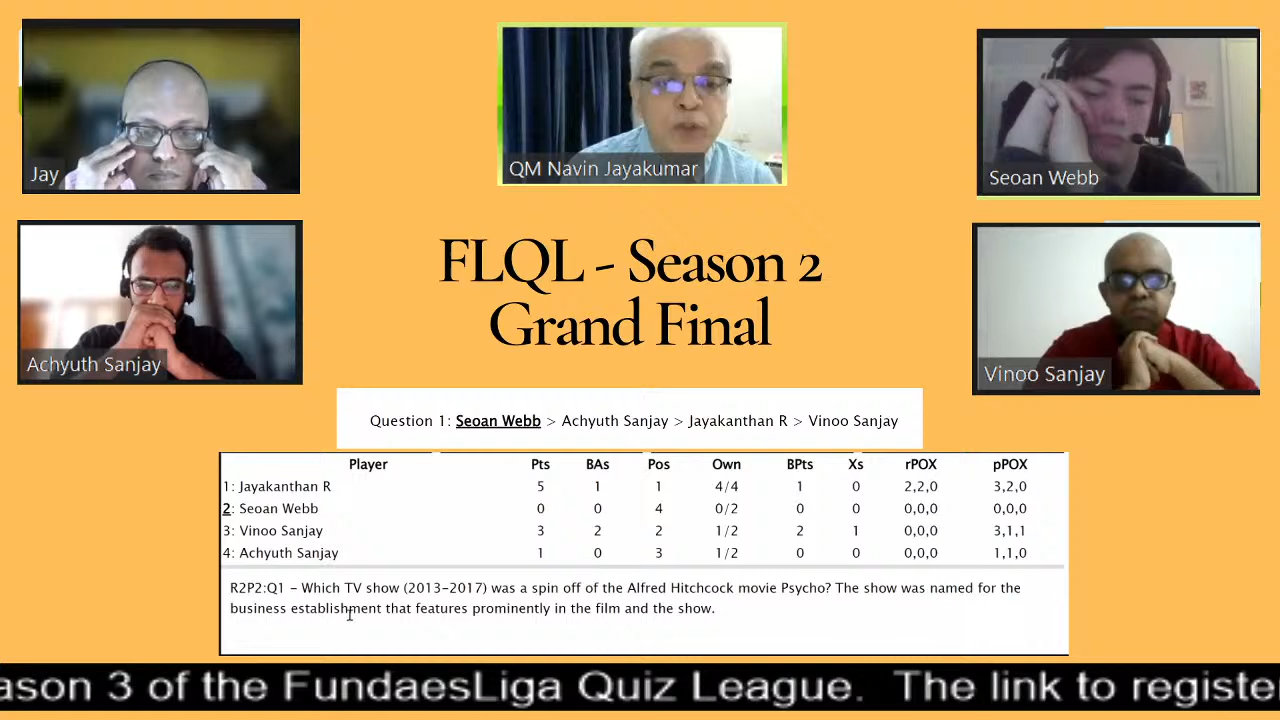 Jay
QM Navin Jayakumar
Seoan Webb
Achyuth Sanjay
FLQL - Season 2
Grand Final
Vinoo Sanjay
Question 1: Seoan Webb > Achyuth Sanjay > Jayakanthan R > Vinoo Sanjay
Player Pts BAs Pos Own BPts Xs rPOX pPOX
1: Jayakanthan R 5 1 1 4/4 1 0 2,2,0 3,2,0
2: Seoan Webb 0 0 4 0/2 0 0 0,0,0 0,0,0
3: Vinoo Sanjay 3 2 2 1/2 2 1 0,0,0 3,1,1
4: Achyuth Sanjay 1 0 3 1/2 0 0 0,0,0 1,1,0
R2P2:Q1 - Which TV show (2013-2017) was a spin off of the Alfred Hitchcock movie Psycho? The show was named for the
business establishment that features prominently in the film and the show.
ason 3 of the FundaesLiga Quiz League. The link to registe